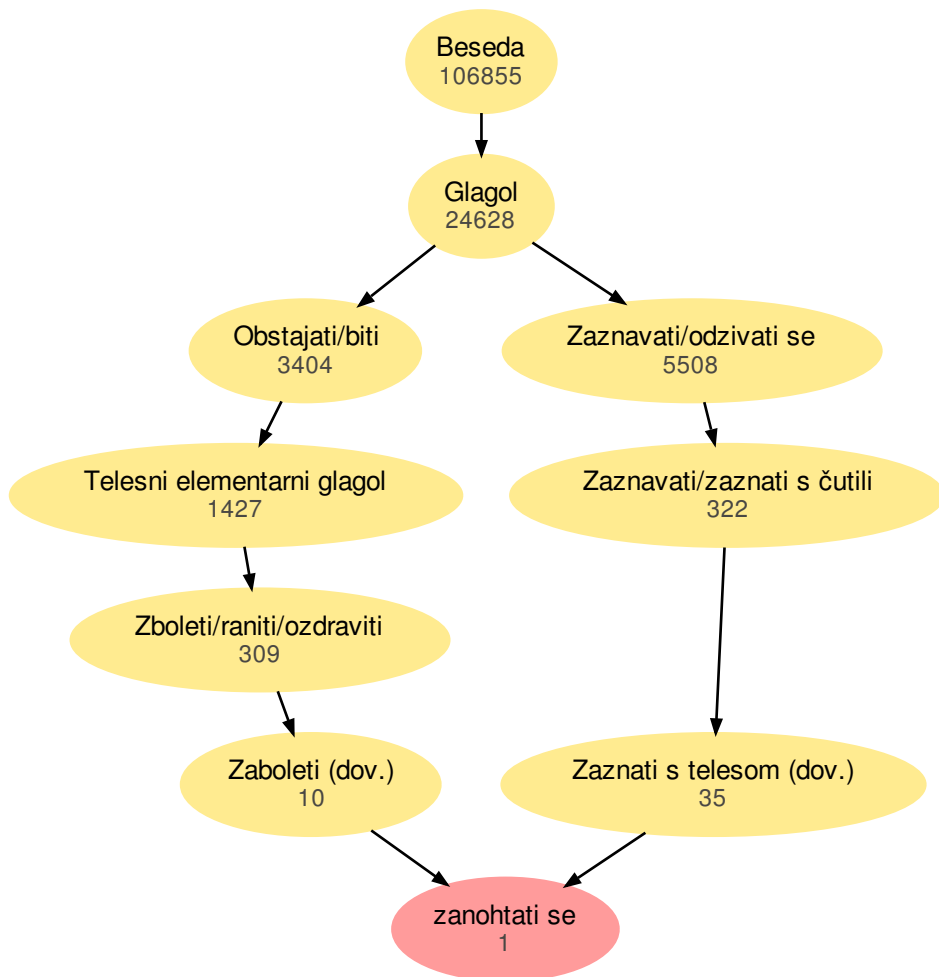 Beseda
106855
Glagol
24628
Obstajati/biti
3404
Zaznavati/odzivati se
5508
Telesni elementarni glagol
1427
Zaznavati/zaznati s čutili
322
Zboleti/raniti/ozdraviti
309
Zaboleti (dov.)
10
Zaznati s telesom (dov.)
35
zanohtati se
1